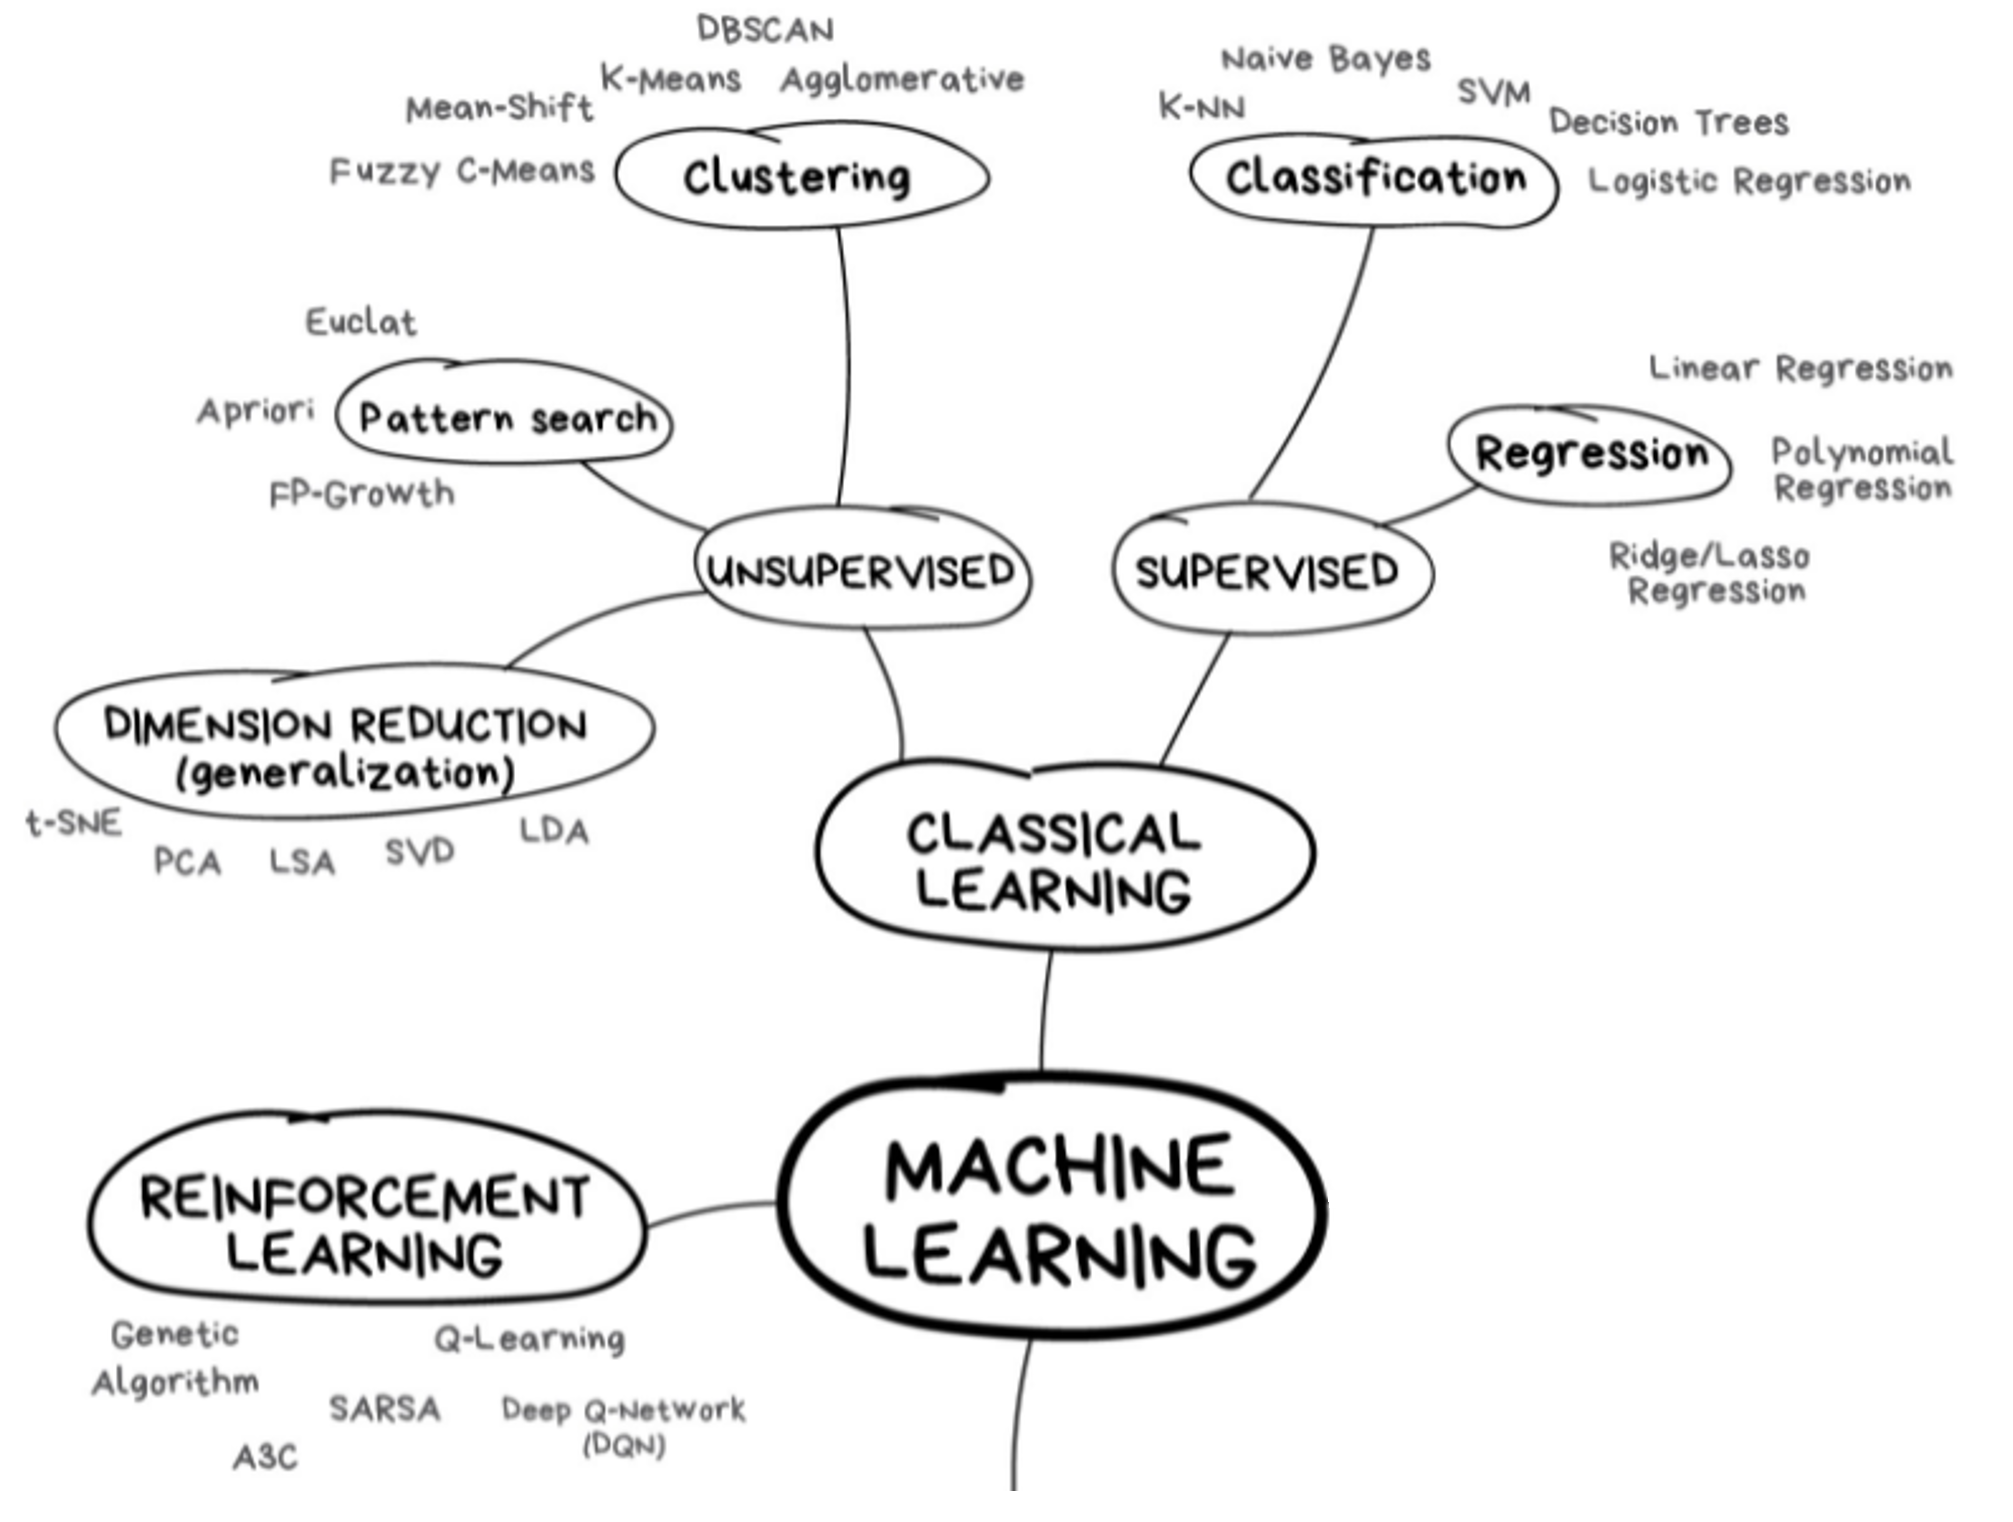 DBSCAN
K-Means
Agglomerative
Mean-Shift
Fuzzy C-Means
Clustering
Naive Bayes
K-NN
SVM
Decision Trees
Classification
Logistic Regression
Euclat
Apriori
Pattern search
FP-Growth
Linear Regression
Regression
Polynomial
Regression
Ridge/Lasso
Regression
UNSUPERVISED
SUPERVISED
DIMENSION REDUCTION
(generalization)
t-SNE
PCA
LSA
SVD
LDA
CLASSICAL
LEARNING
MACHINE
LEARNING
REINFORCEMENT
LEARNING
Genetic
Algorithm
Q-Learning
SARSA
Deep Q-Network
(DQN)
A3C